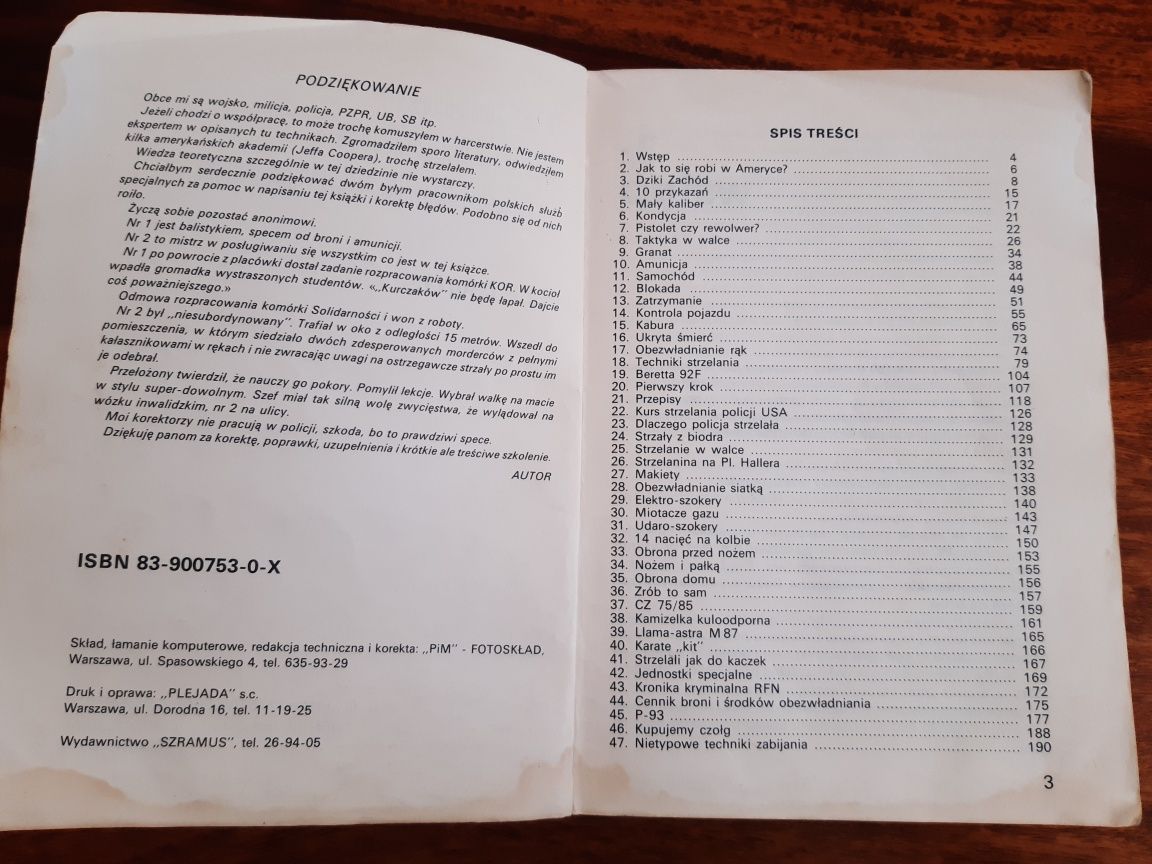 PODZIĘKOWANIE
Obce mi są wojsko, milicja, policja, PZPR, UB, SB itp.
Jeżeli chodzi o współpracę, to może trochę komuszyłem w harcerstwie. Nie jestem
ekspertem w opisanych tu technikach. Zgromadziłem sporo literatury, odwiedziłem
kilka amerykańskich akademii (Jeffa Coopera), trochę strzelałem.
Wiedza teoretyczna szczególnie w tej dziedzinie nie wystarczy.
Chciałbym serdecznie podziękować dwóm byłym pracownikom polskich służb
specjalnych za pomoc w napisaniu tej książki i korektę błędów. Podobno się od nich
roiło.
Życzą sobie pozostać anonimowi.
Nr 1 jest balistykiem, specem od broni i amunicji.
Nr 2 to mistrz w posługiwaniu się wszystkim co jest w tej książce.
Nr 1 po powrocie z placówki dostał zadanie rozpracowania komórki KOR. W kocioł
wpadła gromadka wystraszonych studentów. «„Kurczaków" nie będę łapał. Dajcie
coś poważniejszego.»
Odmowa rozpracowania komórki Solidarności i won z roboty.
Nr 2 był „niesubordynowany". Trafiał w oko z odległości 15 metrów. Wszedł do
pomieszczenia, w którym siedziało dwóch zdesperowanych morderców z pełnymi
kałasznikowami w rękach i nie zwracając uwagi na ostrzegawcze strzały po prostu im
je odebrał.
Przełożony twierdził, że nauczy go pokory. Pomylił lekcje. Wybrał walkę na macie
w stylu super-dowolnym. Szef miał tak silną wolę zwycięstwa, że wylądował na
wózku inwalidzkim, nr 2 na ulicy.
Moi korektorzy nie pracują w policji, szkoda, bo to prawdziwi spece.
Dziękuję panom za korektę, poprawki, uzupełnienia i krótkie ale treściwe szkolenie.
AUTOR
ISBN 83-900753-0-X
Skład, łamanie komputerowe, redakcja techniczna i korekta: „PiM" - FOTOSKŁAD,
Warszawa, ul. Spasowskiego 4, tel. 635-93-29
Druk i oprawa: „PLEJADA" s.c.
Warszawa, ul. Dorodna 16, tel. 11-19-25
Wydawnictwo „SZRAMUS", tel. 26-94-05
SPIS TREŚCI
1. Wstęp ........ 4
2. Jak to się robi w Ameryce? ........ 6
3. Dziki Zachód ........ 8
4. 10 przykazań ........ 15
5. Mały kaliber ........ 17
6. Kondycja ........ 21
7. Pistolet czy rewolwer? ........ 22
8. Taktyka w walce ........ 26
9. Granat ........ 34
10. Amunicja ........ 38
11. Samochód ........ 44
12. Blokada ........ 49
13. Zatrzymanie ........ 51
14. Kontrola pojazdu ........ 55
15. Kabura ........ 65
16. Ukryta śmierć ........ 73
17. Obezwładnianie rąk ........ 74
18. Techniki strzelania ........ 79
19. Beretta 92F ........ 104
20. Pierwszy krok ........ 107
21. Przepisy ........ 118
22. Kurs strzelania policji USA ........ 126
23. Dlaczego policja strzelała ........ 128
24. Strzały z biodra ........ 129
25. Strzelanie w walce ........ 131
26. Strzelanina na Pl. Hallera ........ 132
27. Makiety ........ 133
28. Obezwładnianie siatką ........ 138
29. Elektro-szokery ........ 140
30. Miotacze gazu ........ 143
31. Udaro-szokery ........ 147
32. 14 nacięć na kolbie ........ 150
33. Obrona przed nożem ........ 153
34. Nożem i pałką ........ 155
35. Obrona domu ........ 156
36. Zrób to sam ........ 157
37. CZ 75/85 ........ 159
38. Kamizelka kuloodporna ........ 161
39. Llama-astra M 87 ........ 165
40. Karate „kit" ........ 166
41. Strzelali jak do kaczek ........ 167
42. Jednostki specjalne ........ 169
43. Kronika kryminalna RFN ........ 172
44. Cennik broni i środków obezwładniania ........ 175
45. P-93 ........ 177
46. Kupujemy czołg ........ 188
47. Nietypowe techniki zabijania ........ 190
3